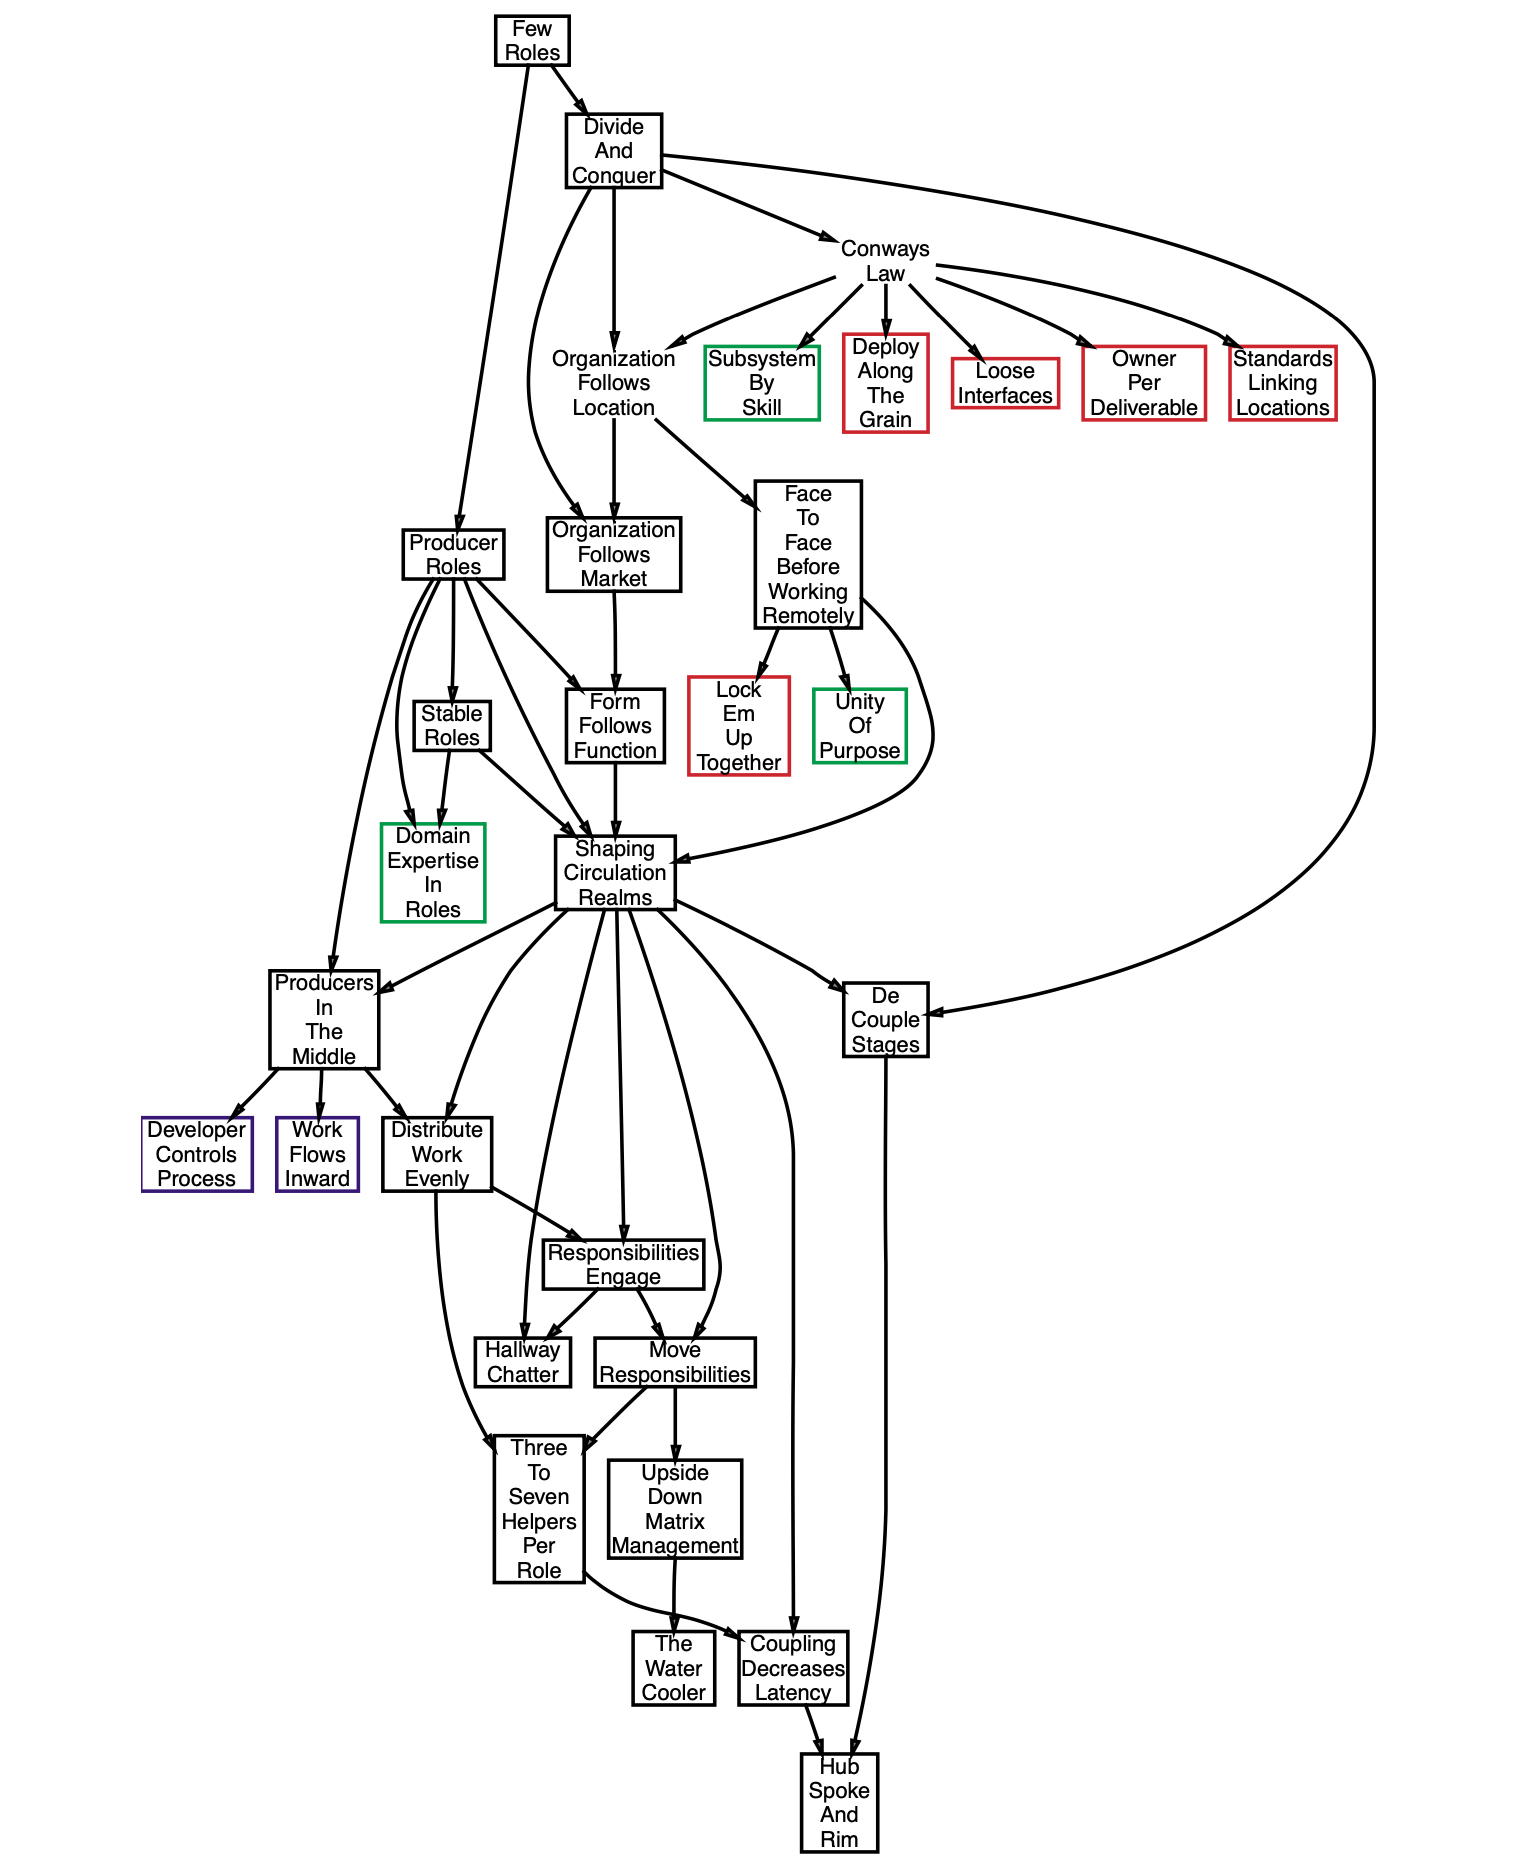 Few
Roles
Divide
And
Conquer
Conways
Law
Organization
Follows
Location
Subsystem
By
Skill
Deploy
Along
The
Grain
Loose
Interfaces
Owner
Per
Deliverable
Standards
Linking
Locations
Producer
Roles
Organization
Follows
Market
Face
To
Face
Before
Working
Remotely
Stable
Roles
Form
Follows
Function
Lock
Em
Up
Together
Unity
Of
Purpose
Domain
Expertise
In
Roles
Shaping
Circulation
Realms
Producers
In
The
Middle
De
Couple
Stages
Developer
Controls
Process
Work
Flows
Inward
Distribute
Work
Evenly
Responsibilities
Engage
Hallway
Chatter
Move
Responsibilities
Three
To
Seven
Helpers
Per
Role
Upside
Down
Matrix
Management
The
Water
Cooler
Coupling
Decreases
Latency
Hub
Spoke
And
Rim